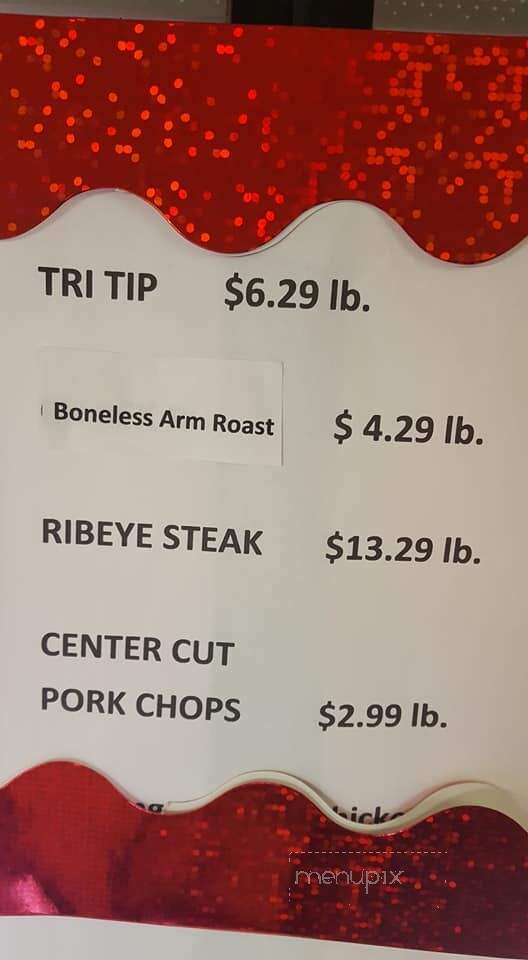 TRI TIP $6.29 lb.
Boneless Arm Roast $ 4.29 lb.
RIBEYE STEAK $13.29 lb.
CENTER CUT
PORK CHOPS $2.99 lb.
menupix